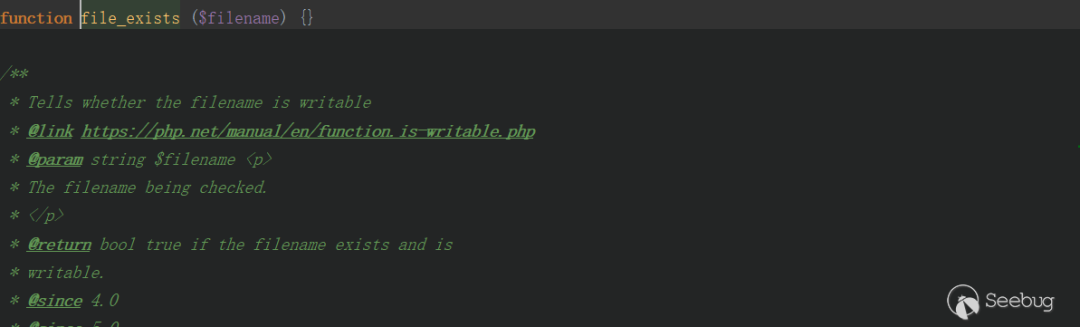 function file_exists ($filename) {}
/**
* Tells whether the filename is writable
* @link https://php.net/manual/en/function.is-writable.php
* @param string $filename <p>
* The filename being checked.
* </p>
* @return bool true if the filename exists and is
* writable.
* @since 4.0
* @since 5.0
Seebug